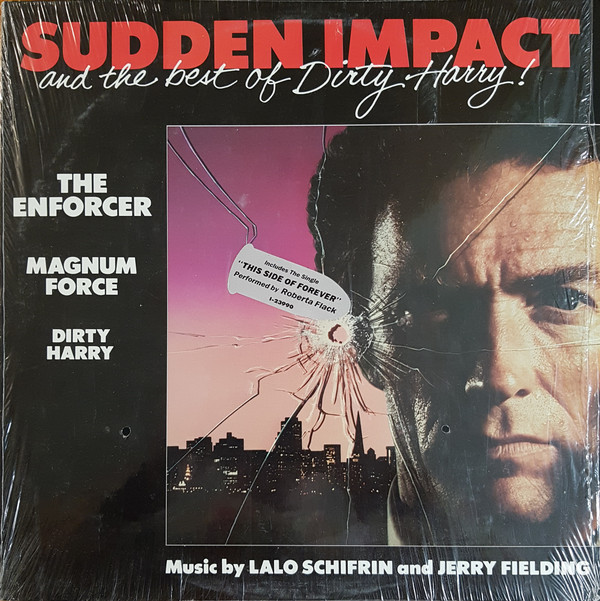 SUDDEN IMPACT
and the best of Dirty Harry!
THE
ENFORCER
MAGNUM
FORCE
DIRTY
HARRY
Includes The Single
"THIS SIDE OF FOREVER"
Performed by Roberta Flack
1-23990
Music by LALO SCHIFRIN and JERRY FIELDING